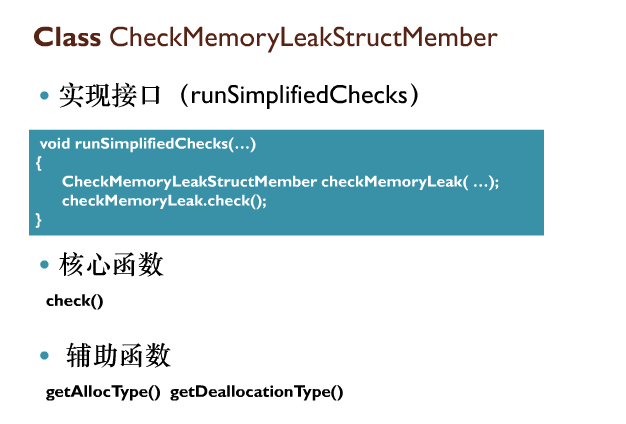 Class CheckMemoryLeakStructMember
• 实现接口（runSimplifiedChecks）
void runSimplifiedChecks(…)
{
CheckMemoryLeakStructMember checkMemoryLeak( …);
checkMemoryLeak.check();
}
• 核心函数
check()
• 辅助函数
getAllocType()  getDeallocationType()